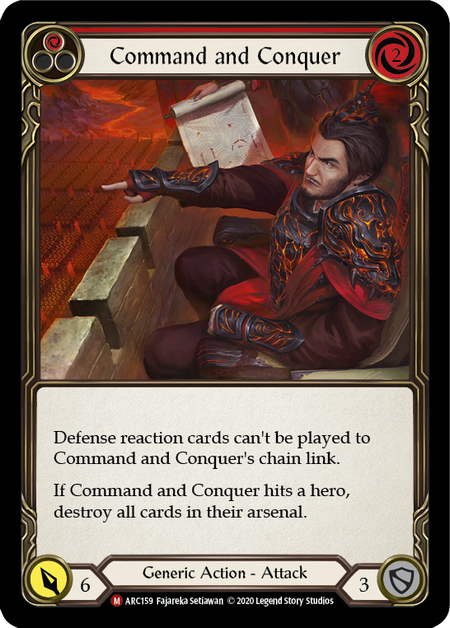 Command and Conquer
2
Defense reaction cards can't be played to
Command and Conquer's chain link.
If Command and Conquer hits a hero,
destroy all cards in their arsenal.
6
Generic Action - Attack
3
M ARC159 Fajareka Setiawan © 2020 Legend Story Studios